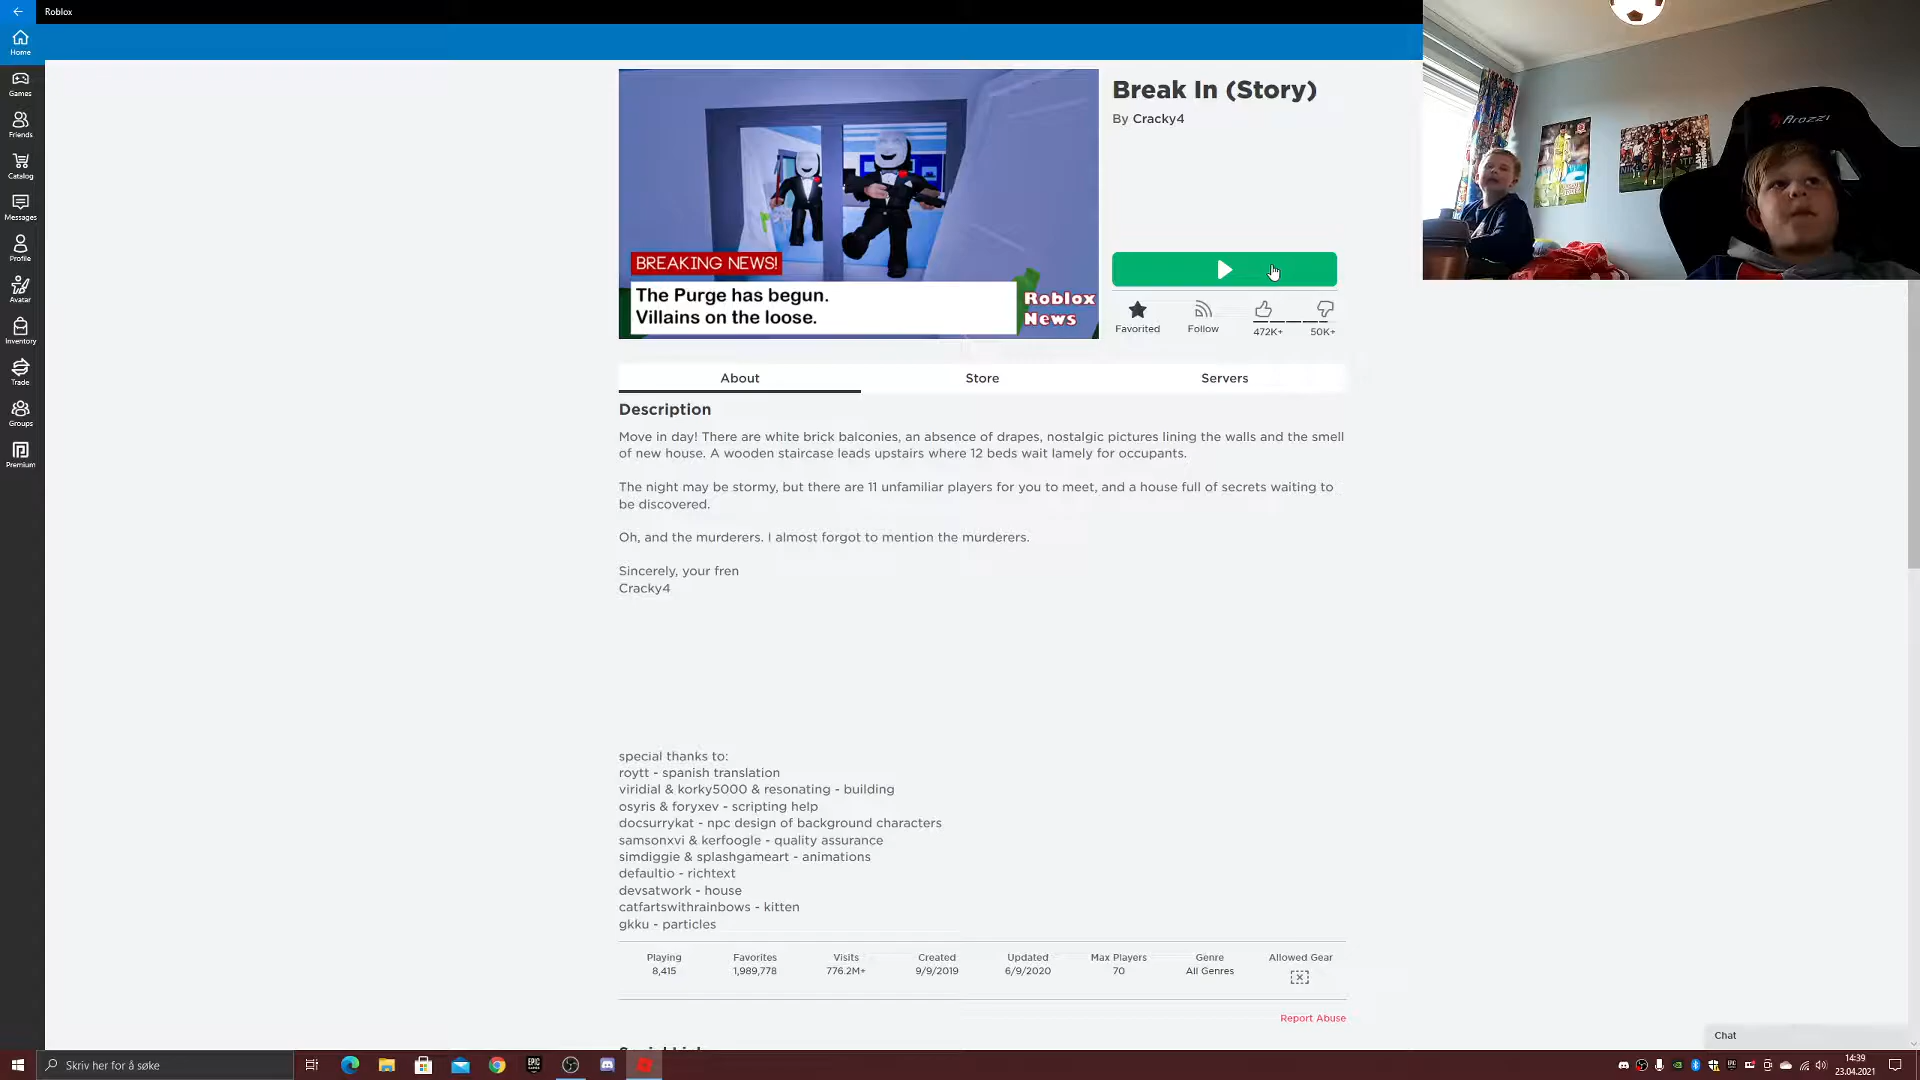 Roblox
Home
Games
Friends
Catalog
Messages
Profile
Avatar
Inventory
Trade
Groups
Premium
BREAKING NEWS!
The Purge has begun.
Villains on the loose.
Roblox
News
Break In (Story)
By Cracky4
Favorited
Follow
472K+
50K+
Arozzi
About
Store
Servers
Description
Move in day! There are white brick balconies, an absence of drapes, nostalgic pictures lining the walls and the smell
of new house. A wooden staircase leads upstairs where 12 beds wait lamely for occupants.
The night may be stormy, but there are 11 unfamiliar players for you to meet, and a house full of secrets waiting to
be discovered.
Oh, and the murderers. I almost forgot to mention the murderers.
Sincerely, your fren
Cracky4
special thanks to:
roytt - spanish translation
viridial & korky5000 & resonating - building
osyris & foryxev - scripting help
docsurrykat - npc design of background characters
samsonxvi & kerfoogle - quality assurance
simdiggie & splashgameart - animations
defaultio - richtext
devsatwork - house
catfartswithrainbows - kitten
gkku - particles
Playing Favorites Visits Created Updated Max Players Genre Allowed Gear
8,415 1,989,778 776.2M+ 9/9/2019 6/9/2020 70 All Genres
Report Abuse
Chat
Skriv her for å søke
14:39
23.04.2021